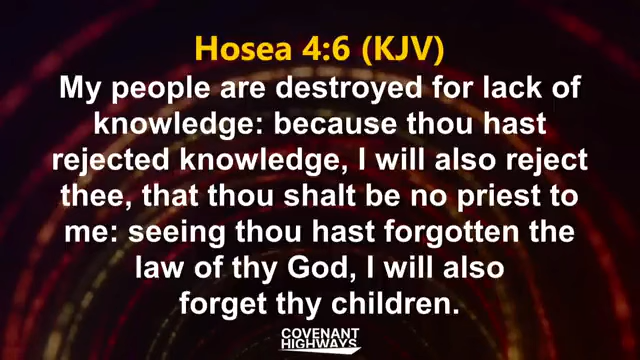 Hosea 4:6 (KJV)
My people are destroyed for lack of
knowledge: because thou hast
rejected knowledge, I will also reject
thee, that thou shalt be no priest to
me: seeing thou hast forgotten the
law of thy God, I will also
forget thy children.
COVENANT
HIGHWAYS